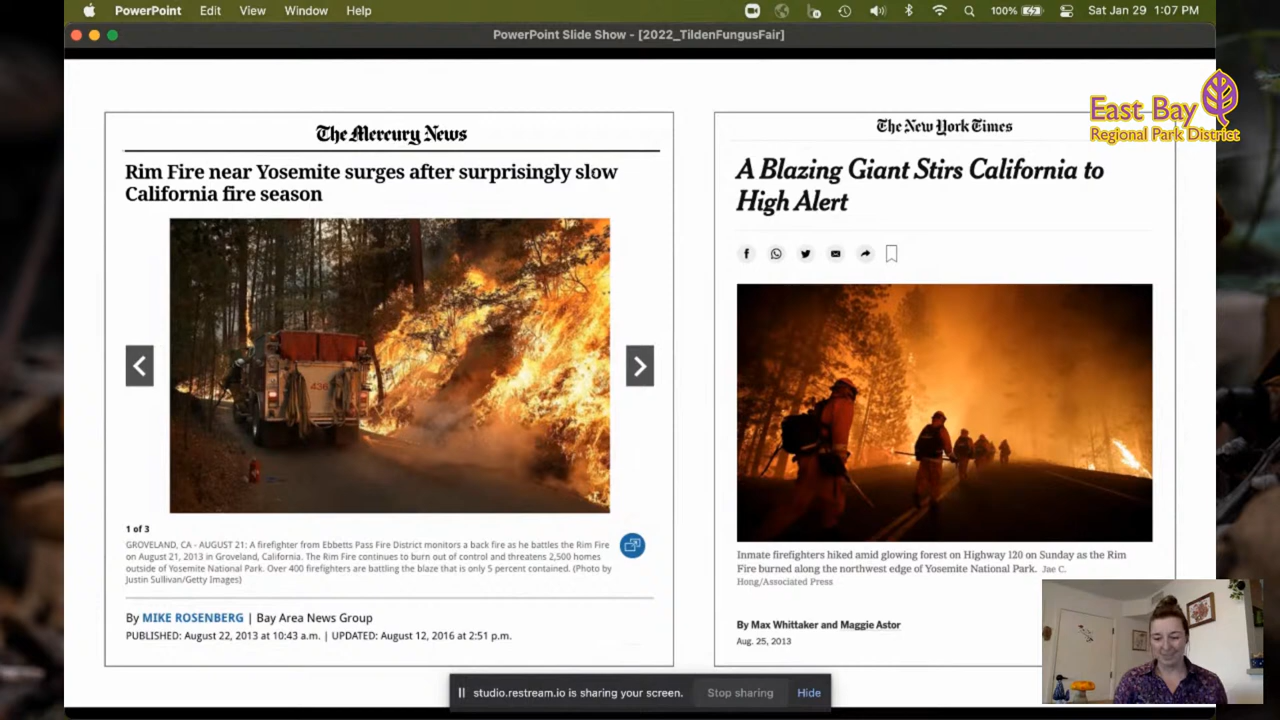 PowerPoint Edit View Window Help
100% Sat Jan 29 1:07 PM
PowerPoint Slide Show - [2022_TildenFungusFair]
East Bay
Regional Park District
The Mercury News
Rim Fire near Yosemite surges after surprisingly slow
California fire season
436
1 of 3
GROVELAND, CA - AUGUST 21: A firefighter from Ebbetts Pass Fire District monitors a back fire as he battles the Rim Fire
on August 21, 2013 in Groveland, California. The Rim Fire continues to burn out of control and threatens 2,500 homes
outside of Yosemite National Park. Over 400 firefighters are battling the blaze that is only 5 percent contained. (Photo by
Justin Sullivan/Getty Images)
By MIKE ROSENBERG | Bay Area News Group
PUBLISHED: August 22, 2013 at 10:43 a.m. | UPDATED: August 12, 2016 at 2:51 p.m.
The New York Times
A Blazing Giant Stirs California to
High Alert
Inmate firefighters hiked amid glowing forest on Highway 120 on Sunday as the Rim
Fire burned along the northwest edge of Yosemite National Park. Jae C.
Hong/Associated Press
By Max Whittaker and Maggie Astor
Aug. 25, 2013
studio.restream.io is sharing your screen. Stop sharing Hide